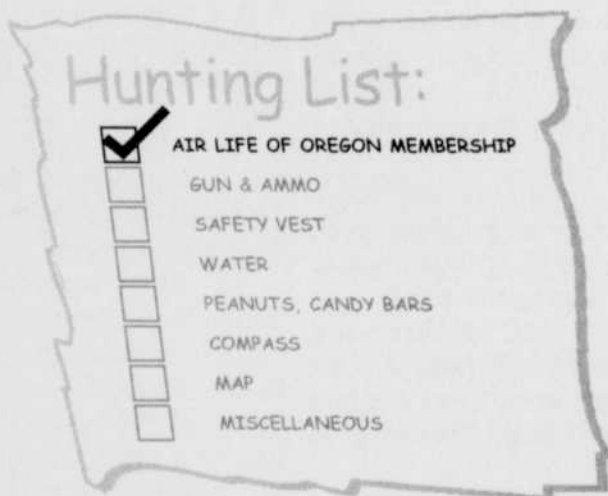 Hunting List:
AIR LIFE OF OREGON MEMBERSHIP
GUN & AMMO
SAFETY VEST
WATER
PEANUTS, CANDY BARS
COMPASS
MAP
MISCELLANEOUS